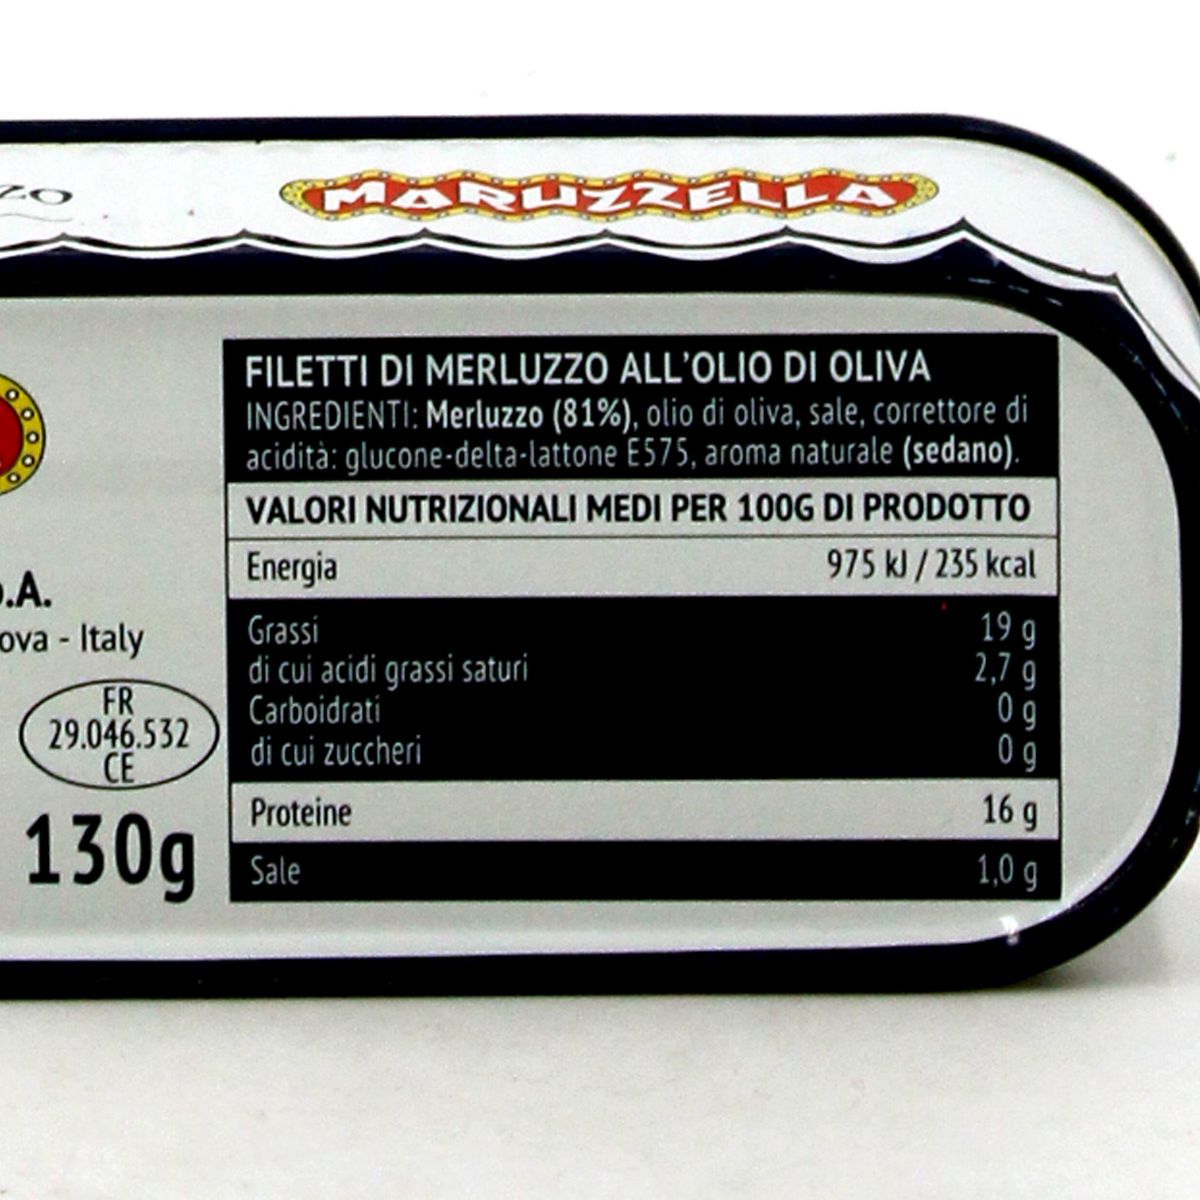 MARUZZELLA
FILETTI DI MERLUZZO ALL'OLIO DI OLIVA
INGREDIENTI: Merluzzo (81%), olio di oliva, sale, correttore di
acidità: glucone-delta-lattone E575, aroma naturale (sedano).
VALORI NUTRIZIONALI MEDI PER 100G DI PRODOTTO
Energia 975 kJ / 235 kcal
Grassi 19 g
di cui acidi grassi saturi 2,7 g
Carboidrati 0 g
di cui zuccheri 0 g
Proteine 16 g
Sale 1,0 g
.A.
- Italy
FR
29.046.532
CE
130g